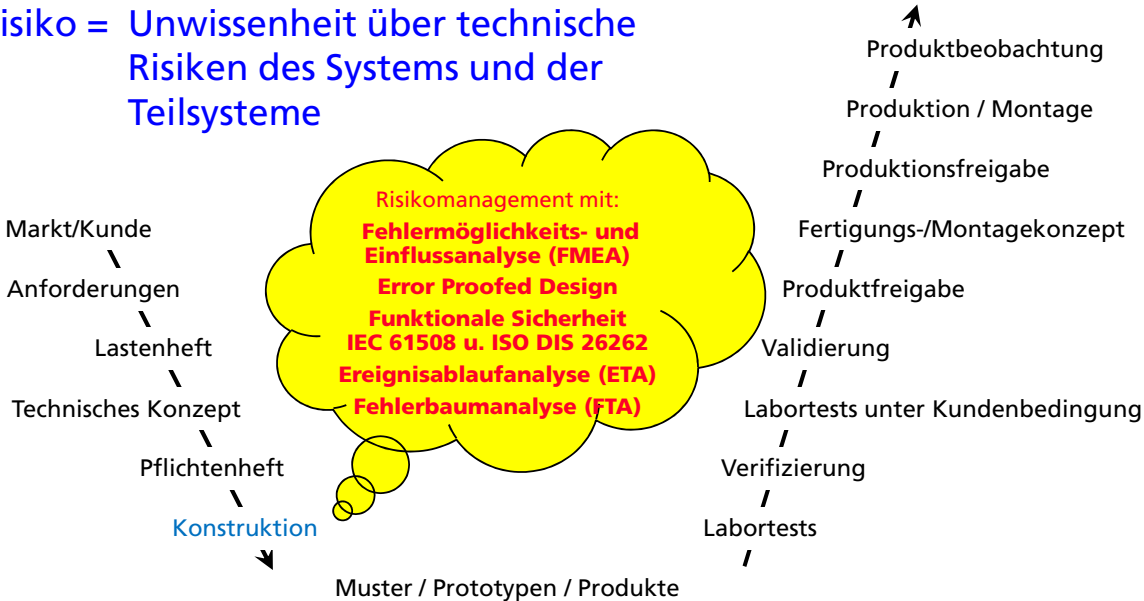 isiko = Unwissenheit über technische
Risiken des Systems und der
Teilsysteme
Risikomanagement mit:
Fehlermöglichkeits- und
Einflussanalyse (FMEA)
Error Proofed Design
Funktionale Sicherheit
IEC 61508 u. ISO DIS 26262
Ereignisablaufanalyse (ETA)
Fehlerbaumanalyse (FTA)
Markt/Kunde
Anforderungen
Lastenheft
Technisches Konzept
Pflichtenheft
Konstruktion
Muster / Prototypen / Produkte
Produktbeobachtung
Produktion / Montage
Produktionsfreigabe
Fertigungs-/Montagekonzept
Produktfreigabe
Validierung
Labortests unter Kundenbedingung
Verifizierung
Labortests